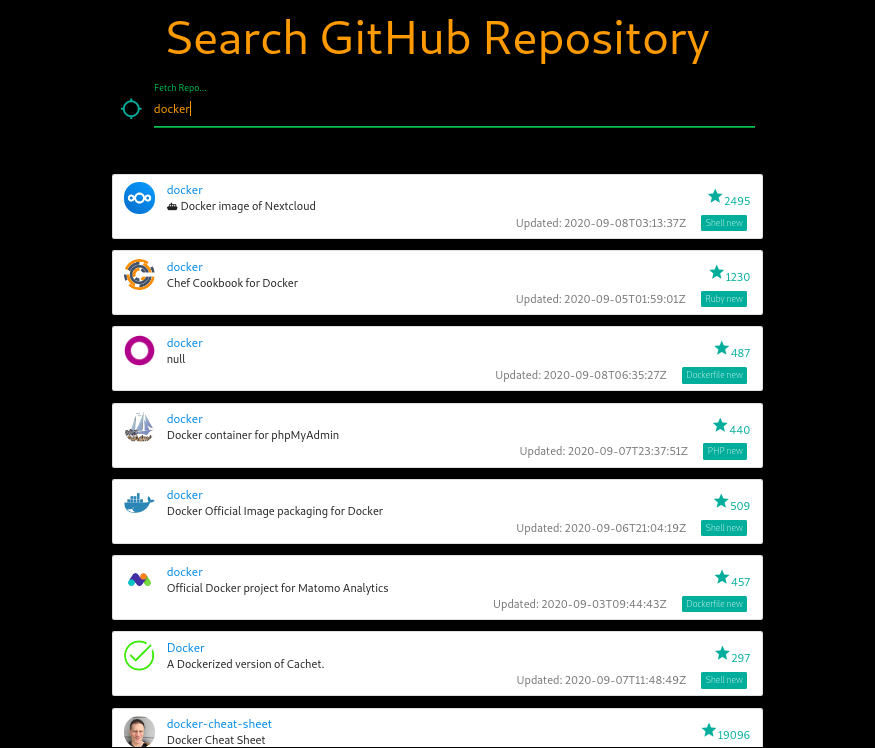 Search GitHub Repository
Fetch Repo...
docker
docker
Docker image of Nextcloud
2495
Updated: 2020-09-08T03:13:37Z
Shell new
docker
Chef Cookbook for Docker
1230
Updated: 2020-09-05T01:59:01Z
Ruby new
docker
null
487
Updated: 2020-09-08T06:35:27Z
Dockerfile new
docker
Docker container for phpMyAdmin
440
Updated: 2020-09-07T23:37:51Z
PHP new
docker
Docker Official Image packaging for Docker
509
Updated: 2020-09-06T21:04:19Z
Shell new
docker
Official Docker project for Matomo Analytics
457
Updated: 2020-09-03T09:44:43Z
Dockerfile new
Docker
A Dockerized version of Cachet.
297
Updated: 2020-09-07T11:48:49Z
Shell new
docker-cheat-sheet
Docker Cheat Sheet
19096